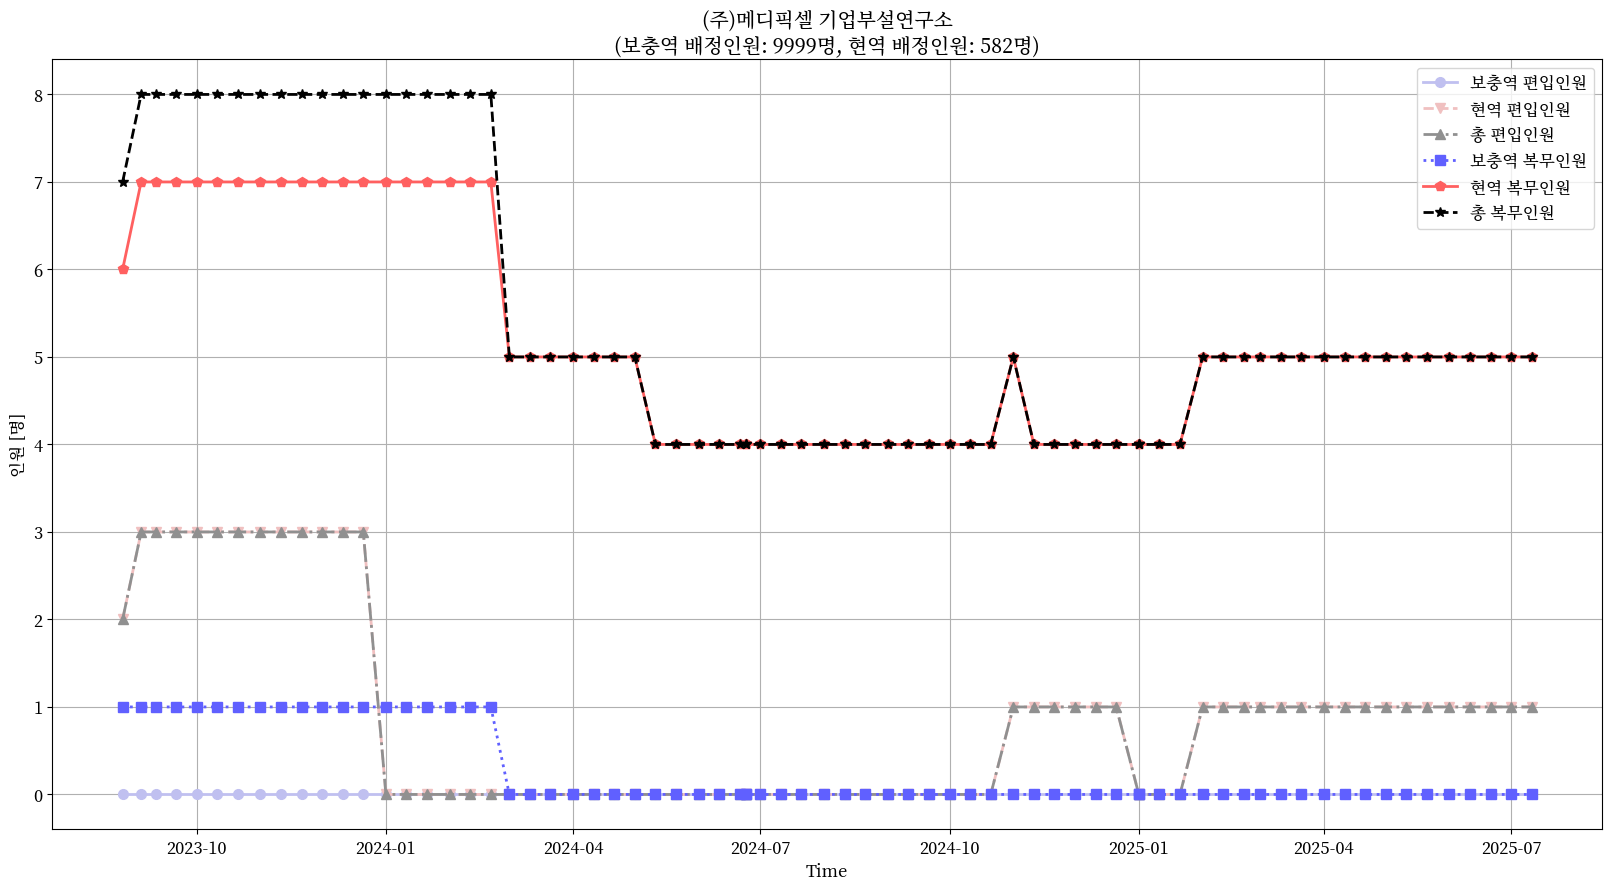 (주)메디픽셀 기업부설연구소
(보충역 배정인원: 9999명, 현역 배정인원: 582명)
보충역 편입인원
현역 편입인원
총 편입인원
보충역 복무인원
현역 복무인원
총 복무인원
인원 [명]
8
7
6
5
4
3
2
1
0
2023-10
2024-01
2024-04
2024-07
2024-10
2025-01
2025-04
2025-07
Time